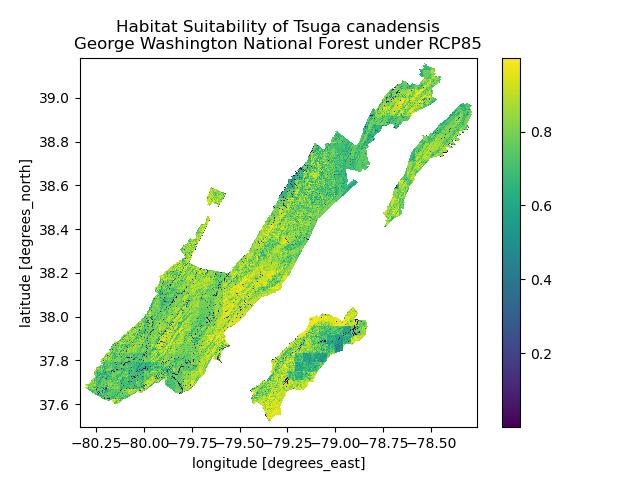 Habitat Suitability of Tsuga canadensis
George Washington National Forest under RCP85
39.0
38.8
38.6
38.4
38.2
38.0
37.8
37.6
latitude [degrees_north]
−80.25 −80.00 −79.75 −79.50 −79.25 −79.00 −78.75 −78.50
longitude [degrees_east]
0.8
0.6
0.4
0.2